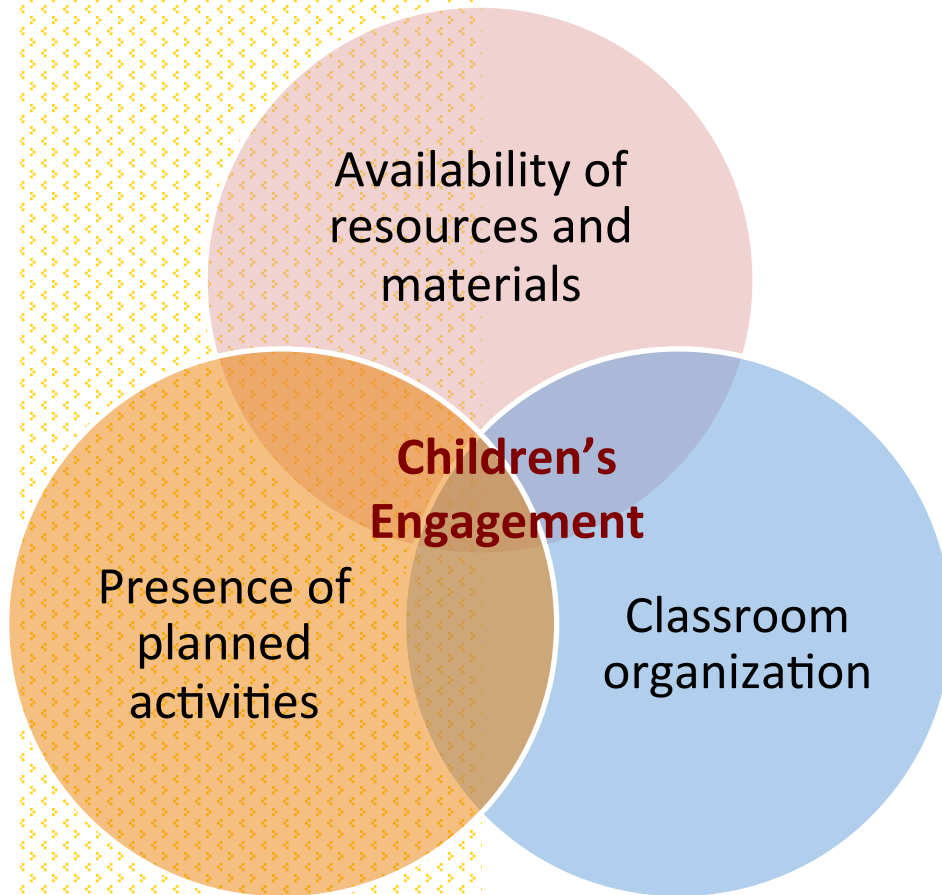 Availability of
resources and
materials
Children’s
Engagement
Presence of
planned
activities
Classroom
organization